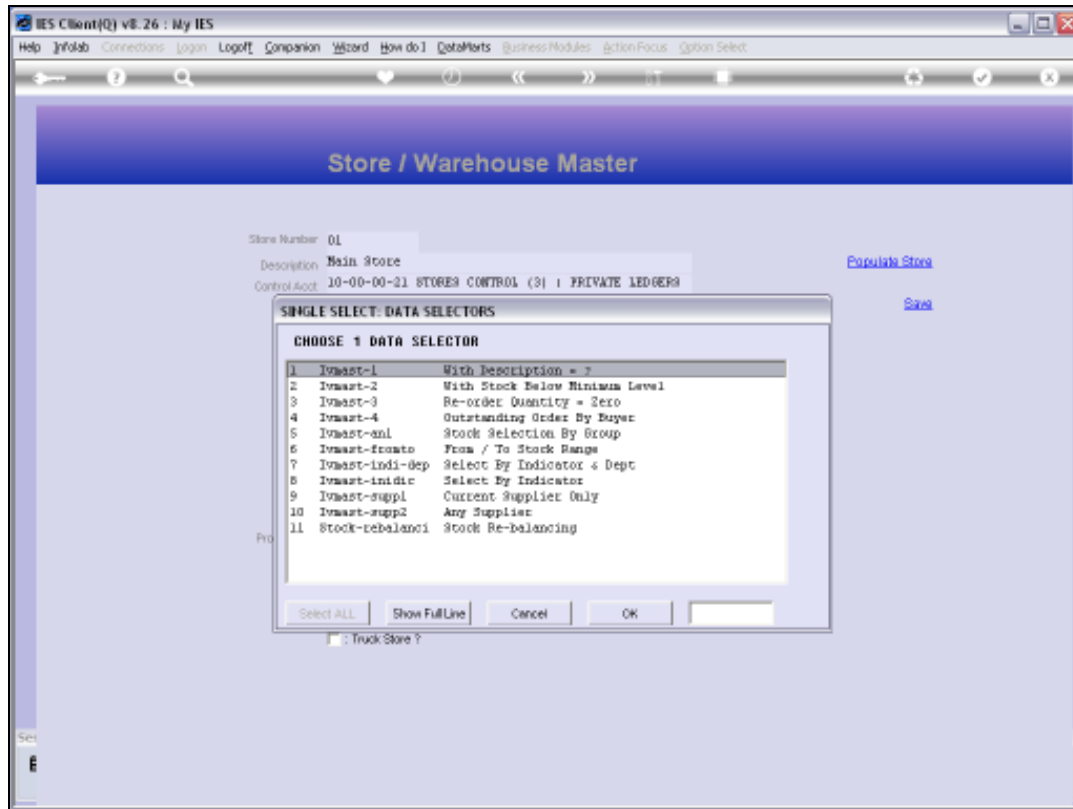 IES Client(Q) v8.26 : My IES
Help Infolab Connections Logon Logoff Companion Wizard How do I DataMarts Business Modules Action Focus Option Select
Store / Warehouse Master
Store Number 01
Description Main Store
Populate Store
Control Acct 10-00-00-21 STORES CONTROL (3) | PRIVATE LEDGERS
Save
SINGLE SELECT: DATA SELECTORS
CHOOSE 1 DATA SELECTOR
1 Ivmast-1 With Description = ?
2 Ivmast-2 With Stock Below Minimum Level
3 Ivmast-3 Re-order Quantity = Zero
4 Ivmast-4 Outstanding Order By Buyer
5 Ivmast-anl Stock Selection By Group
6 Ivmast-fromto From / To Stock Range
7 Ivmast-indi-dep Select By Indicator & Dept
8 Ivmast-inidic Select By Indicator
9 Ivmast-suppl Current Supplier Only
10 Ivmast-supp2 Any Supplier
11 Stock-rebalanci Stock Re-balancing
Pro
Select ALL Show Full Line Cancel OK
: Truck Store ?